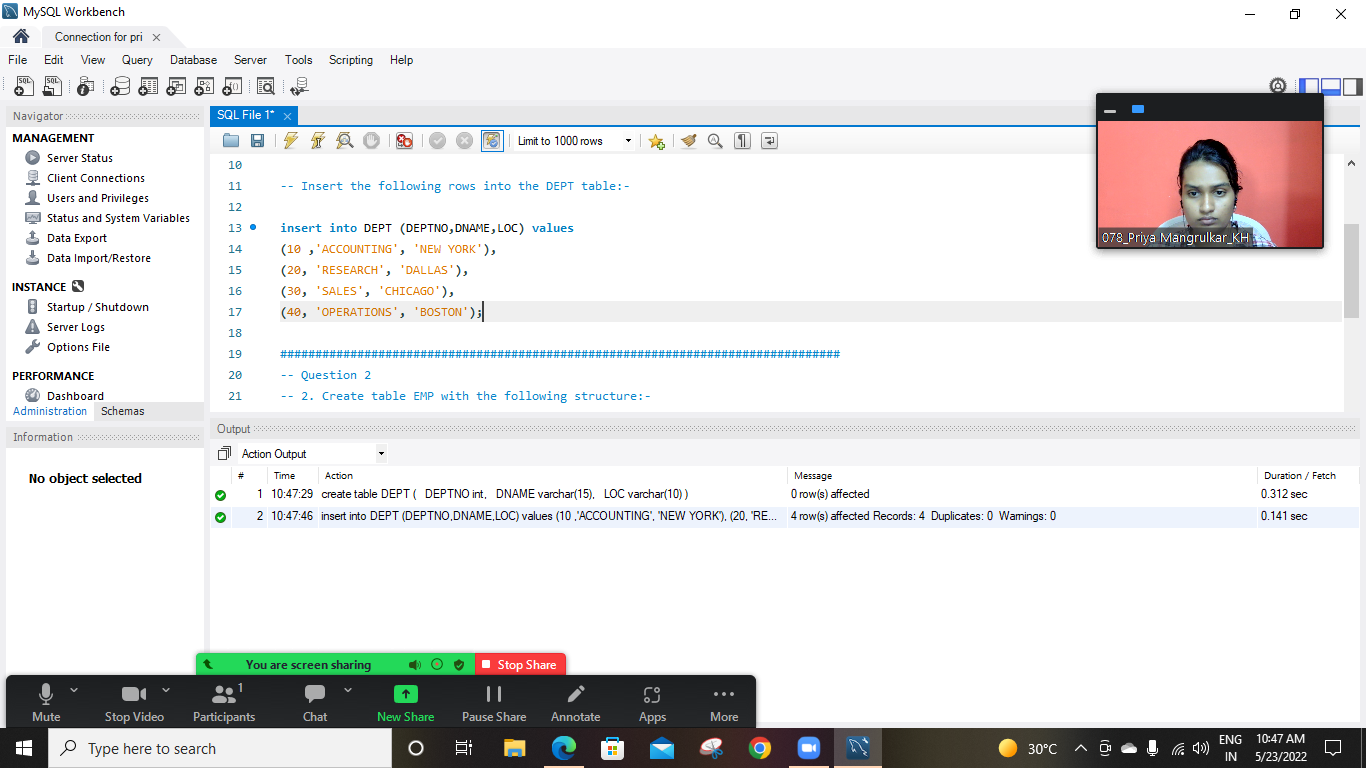 MySQL Workbench
Connection for pri
File Edit View Query Database Server Tools Scripting Help
Navigator
MANAGEMENT
Server Status
Client Connections
Users and Privileges
Status and System Variables
Data Export
Data Import/Restore
INSTANCE
Startup / Shutdown
Server Logs
Options File
PERFORMANCE
Dashboard
Administration Schemas
Information
No object selected
SQL File 1*
Limit to 1000 rows
10
11 -- Insert the following rows into the DEPT table:-
12
13 insert into DEPT (DEPTNO,DNAME,LOC) values
14 (10 ,'ACCOUNTING', 'NEW YORK'),
15 (20, 'RESEARCH', 'DALLAS'),
16 (30, 'SALES', 'CHICAGO'),
17 (40, 'OPERATIONS', 'BOSTON');
18
19 ################################################################################
20 -- Question 2
21 -- 2. Create table EMP with the following structure:-
078_Priya Mangrulkar_KH
Output
Action Output
# Time Action Message Duration / Fetch
1 10:47:29 create table DEPT ( DEPTNO int, DNAME varchar(15), LOC varchar(10) ) 0 row(s) affected 0.312 sec
2 10:47:46 insert into DEPT (DEPTNO,DNAME,LOC) values (10 ,'ACCOUNTING', 'NEW YORK'), (20, 'RE... 4 row(s) affected Records: 4 Duplicates: 0 Warnings: 0 0.141 sec
You are screen sharing Stop Share
1
Mute Stop Video Participants Chat New Share Pause Share Annotate Apps More
Type here to search
30°C
ENG
IN
10:47 AM
5/23/2022